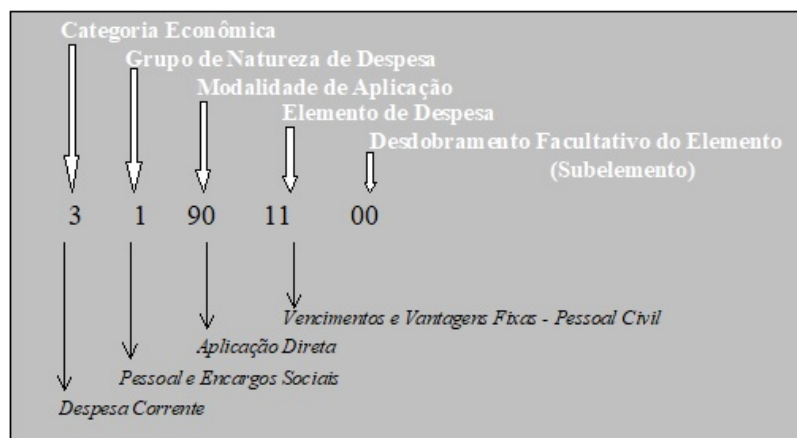 Categoria Econômica
Grupo de Natureza de Despesa
Modalidade de Aplicação
Elemento de Despesa
Desdobramento Facultativo do Elemento
(Subelemento)
3 1 90 11 00
Vencimentos e Vantagens Fixas - Pessoal Civil
Aplicação Direta
Pessoal e Encargos Sociais
Despesa Corrente